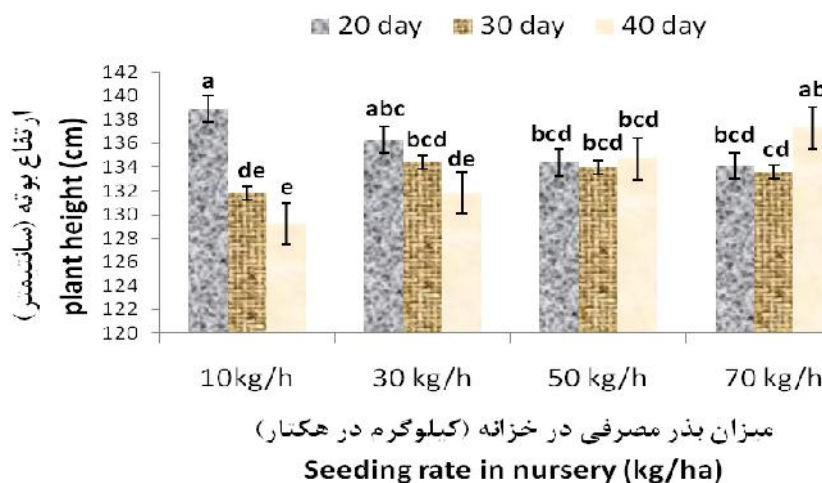 20 day 30 day 40 day
ارتفاع بوته (سانتیمتر)
plant height (cm)
142
140
138
136
134
132
130
128
126
124
122
120
a
de
e
abc
bcd
de
bcd
bcd
bcd
bcd
cd
ab
10kg/h 30 kg/h 50 kg/h 70 kg/h
میزان بذر مصرفی در خزانه (کیلوگرم در هکتار)
Seeding rate in nursery (kg/ha)